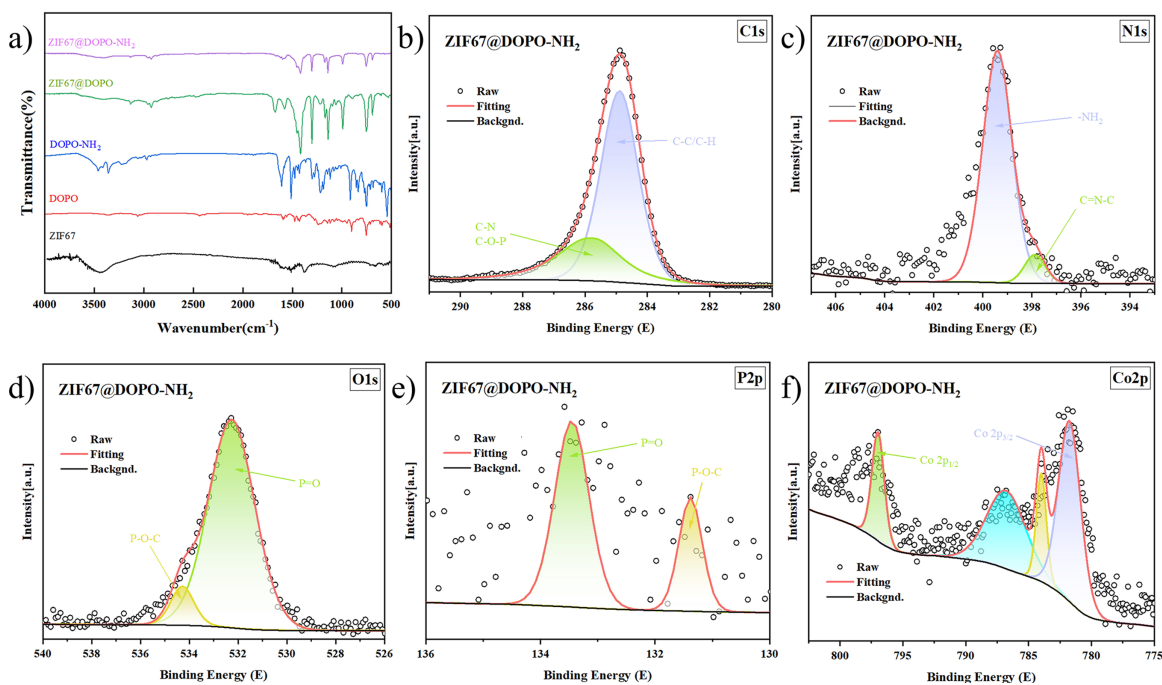 a)
ZIF67@DOPO-NH2
ZIF67@DOPO
DOPO-NH2
DOPO
ZIF67
Transmittance(%)
4000 3500 3000 2500 2000 1500 1000 500
Wavenumber(cm-1)
b)
ZIF67@DOPO-NH2
C1s
Raw
Fitting
Backgnd.
C-C/C-H
C-N
C-O-P
Intensity[a.u.]
290 288 286 284 282 280
Binding Energy (E)
c)
ZIF67@DOPO-NH2
N1s
Raw
Fitting
Backgnd.
-NH2
C=N-C
Intensity[a.u.]
406 404 402 400 398 396 394
Binding Energy (E)
d)
ZIF67@DOPO-NH2
O1s
Raw
Fitting
Backgnd.
P=O
P-O-C
Intensity[a.u.]
540 538 536 534 532 530 528 526
Binding Energy (E)
e)
ZIF67@DOPO-NH2
P2p
Raw
Fitting
Backgnd.
P=O
P-O-C
Intensity[a.u.]
136 134 132 130
Binding Energy (E)
f)
ZIF67@DOPO-NH2
Co2p
Co 2p3/2
Co 2p1/2
Raw
Fitting
Backgnd.
Intensity[a.u.]
800 795 790 785 780 775
Binding Energy (E)